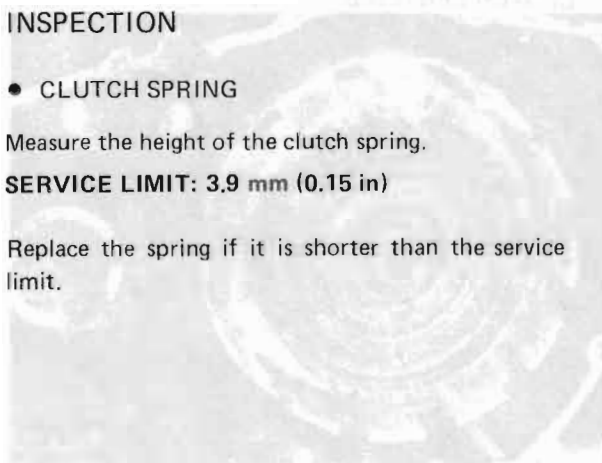 INSPECTION
• CLUTCH SPRING
Measure the height of the clutch spring.
SERVICE LIMIT: 3.9 mm (0.15 in)
Replace the spring if it is shorter than the service
limit.